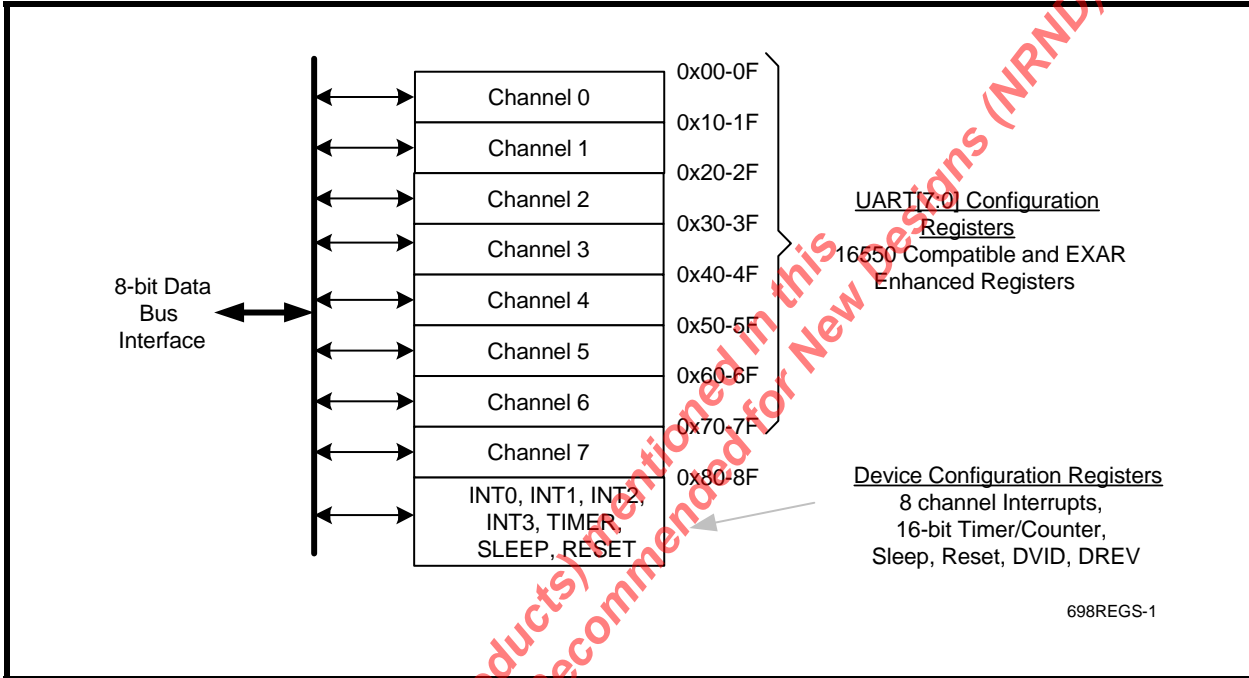 8-bit Data
Bus
Interface
Channel 0
Channel 1
Channel 2
Channel 3
Channel 4
Channel 5
Channel 6
Channel 7
INT0, INT1, INT2,
INT3, TIMER,
SLEEP, RESET
0x00-0F
0x10-1F
0x20-2F
0x30-3F
0x40-4F
0x50-5F
0x60-6F
0x70-7F
0x80-8F
UART[7:0] Configuration
Registers
16550 Compatible and EXAR
Enhanced Registers
Device Configuration Registers
8 channel Interrupts,
16-bit Timer/Counter,
Sleep, Reset, DVID, DREV
698REGS-1
mentioned in this
for New Designs (NRND)